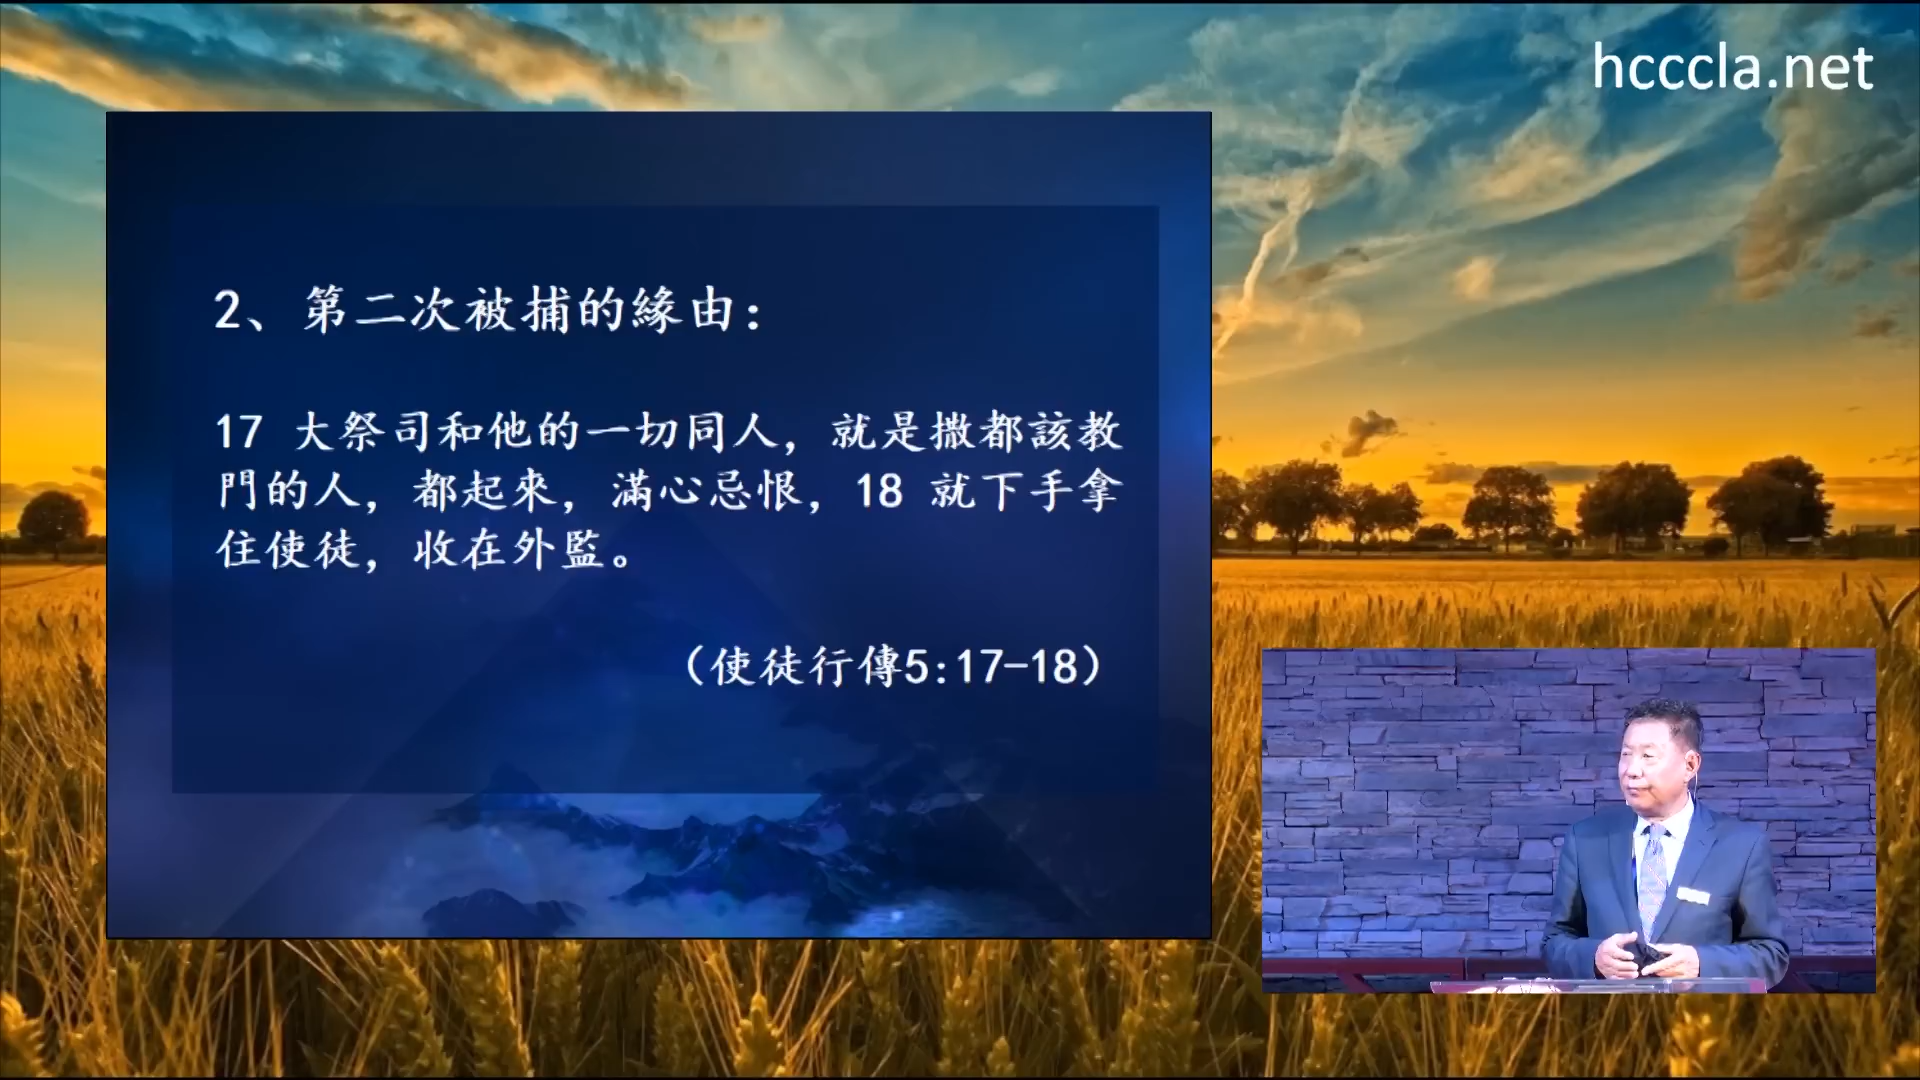 hcccla.net
2、第二次被捕的緣由：
17 大祭司和他的一切同人，就是撒都該教
門的人，都起來，滿心忌恨，18 就下手拿
住使徒，收在外監。
（使徒行傳5:17-18）